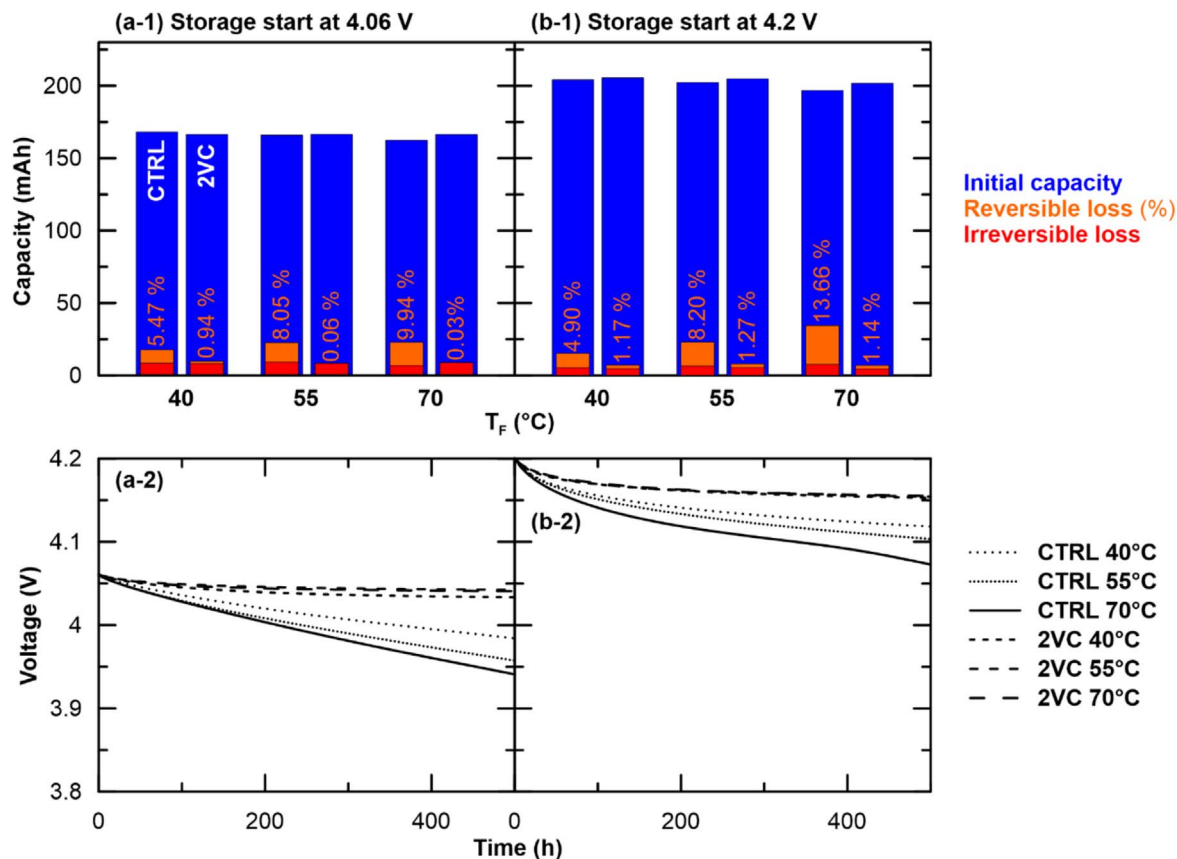 (a-1) Storage start at 4.06 V
(b-1) Storage start at 4.2 V
Capacity (mAh)
200
150
100
50
0
CTRL
2VC
5.47 %
0.94 %
8.05 %
0.06 %
9.94 %
0.03%
4.90 %
1.17 %
8.20 %
1.27 %
13.66 %
1.14 %
40 55 70 40 55 70
T_F (°C)
Initial capacity
Reversible loss (%)
Irreversible loss
(a-2)
(b-2)
Voltage (V)
4.2
4.1
4
3.9
3.8
0 200 400 0 200 400
Time (h)
CTRL 40°C
CTRL 55°C
CTRL 70°C
2VC 40°C
2VC 55°C
2VC 70°C